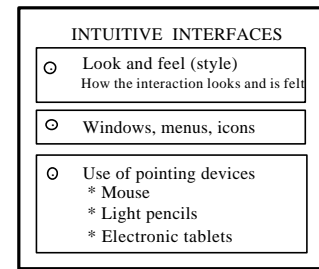 INTUITIVE INTERFACES
Look and feel (style)
How the interaction looks and is felt
Windows, menus, icons
Use of pointing devices
* Mouse
* Light pencils
* Electronic tablets